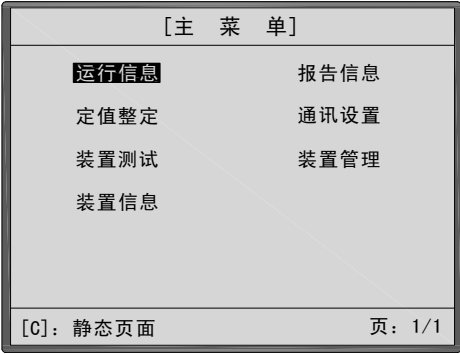 [主 菜 单]
运行信息 报告信息
定值整定 通讯设置
装置测试 装置管理
装置信息
[C]: 静态页面 页: 1/1